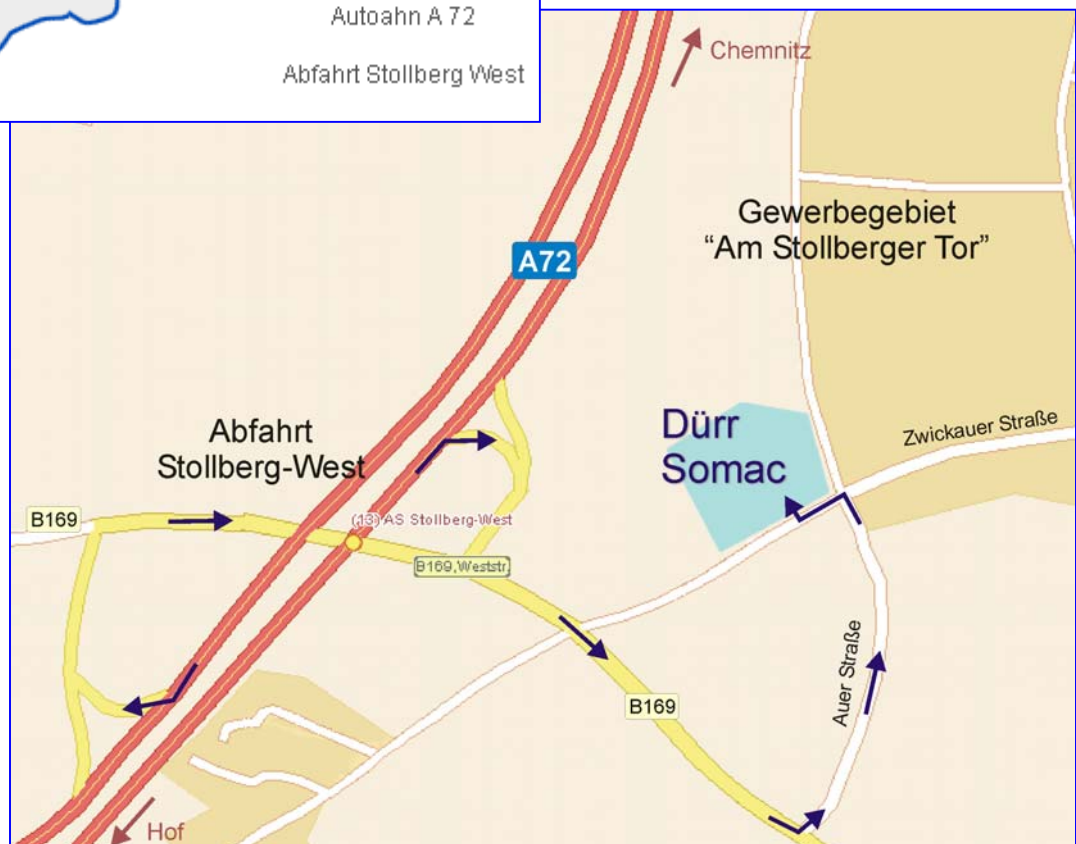 Autoahn A 72
Abfahrt Stollberg West
Chemnitz
Gewerbegebiet
“Am Stollberger Tor”
A72
Dürr
Somac
Zwickauer Straße
Abfahrt
Stollberg-West
B169
(13) AS Stollberg-West
B169,Weststr.
Auer Straße
B169
Hof